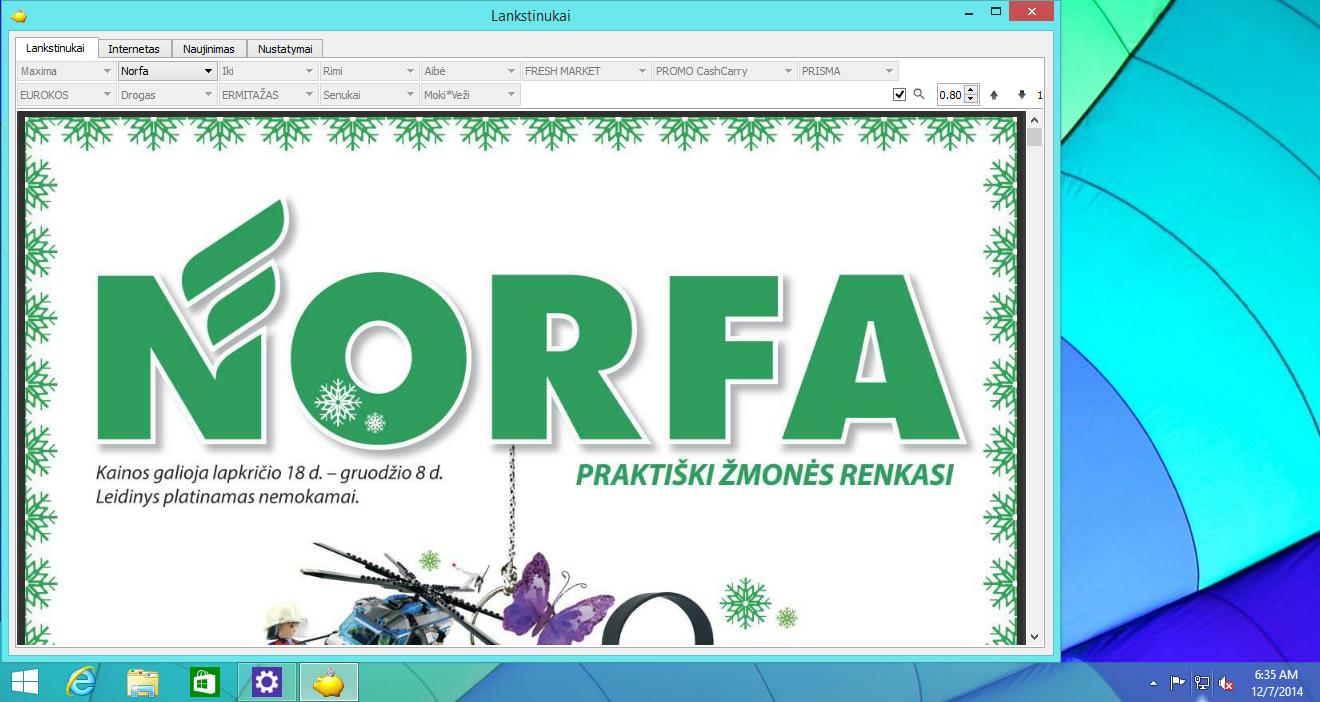 Lankstinukai
Lankstinukai Internetas Naujinimas Nustatymai
Maxima Norfa Iki Rimi Aibė FRESH MARKET PROMO CashCarry PRISMA
EUROKOS Drogas ERMITAŽAS Senukai Moki*Veži 0.80 1
NORFA
Kainos galioja lapkričio 18 d. – gruodžio 8 d.
Leidinys platinamas nemokamai.
PRAKTIŠKI ŽMONĖS RENKASI
6:35 AM
12/7/2014